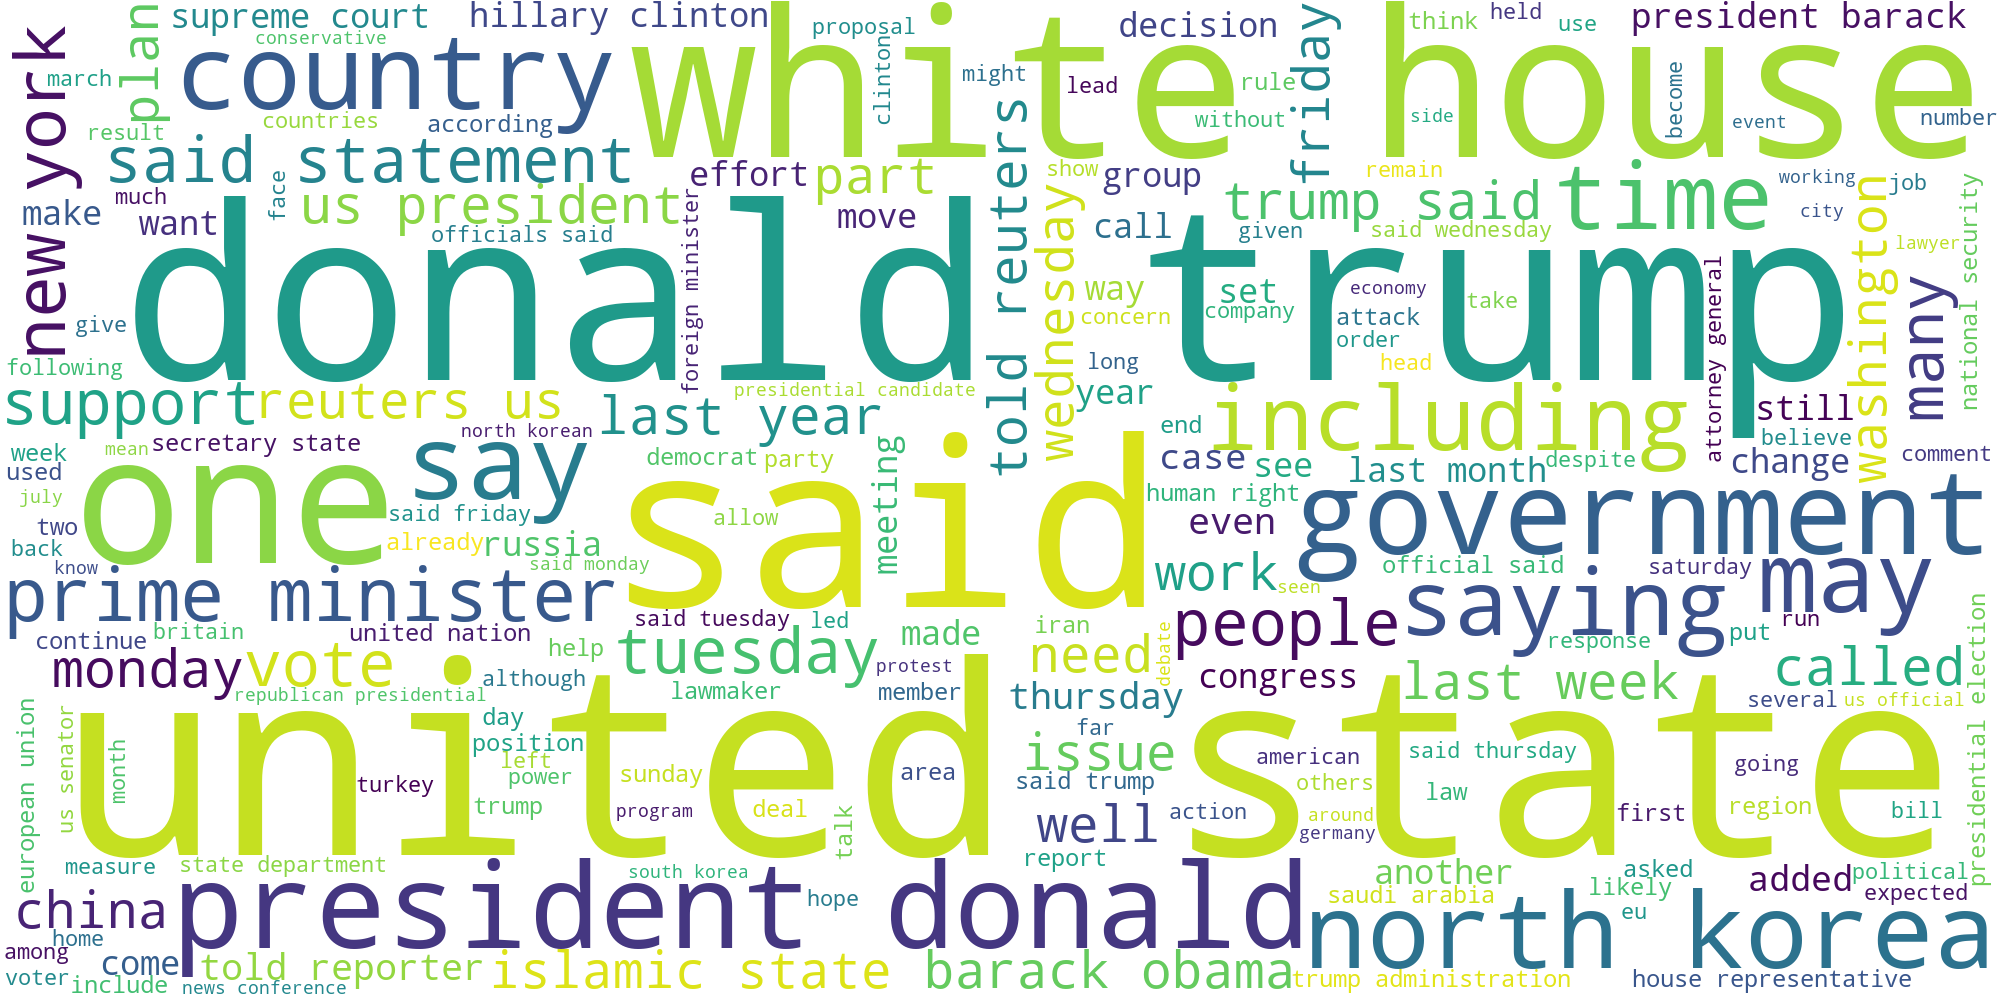 supreme court
hillary clinton
conservative
proposal
decision
think
held
use
president barack
white house
country
plan
march
new york
clinton
might
lead
rule
friday
become
side
event
number
countries
result
according
without
said statement
told reuters
effort
part
show
group
remain
time
working
job
national security
much
face
us president
foreign minister
wednesday
trump said
city
make
want
move
call
given
said wednesday
washington
lawyer
officials said
donald trump
attorney general
many
way
set
economy
take
give
concern
company
attack
order
following
long
head
support
reuters us
presidential candidate
year
including
still
last year
north korean
end
believe
week
mean
secretary state
say
democrat
party
meeting
case
see
last month
despite
change
comment
used
one
said
july
human right
government
two
said friday
allow
even
back
already
russia
know
said monday
work
official said
saturday
may
prime minister
seen
people
saying
continue
britain
united nation
said tuesday
led
made
iran
response
put
run
monday
vote
help
tuesday
protest
need
debate
called
republican presidential
although
lawmaker
member
congress
last week
presidential election
european union
us senator
united state
day
thursday
several
us official
month
position
far
left
issue
american
said thursday
turkey
power
sunday
area
said trump
others
going
trump
program
deal
talk
law
first
region
bill
well
action
around
germany
measure
state department
south korea
report
another
asked
political
china
president donald
hope
saudi arabia
likely
added
expected
eu
north korea
among
home
come
told reporter
islamic state
barack obama
trump administration
house representative
voter
include
news conference